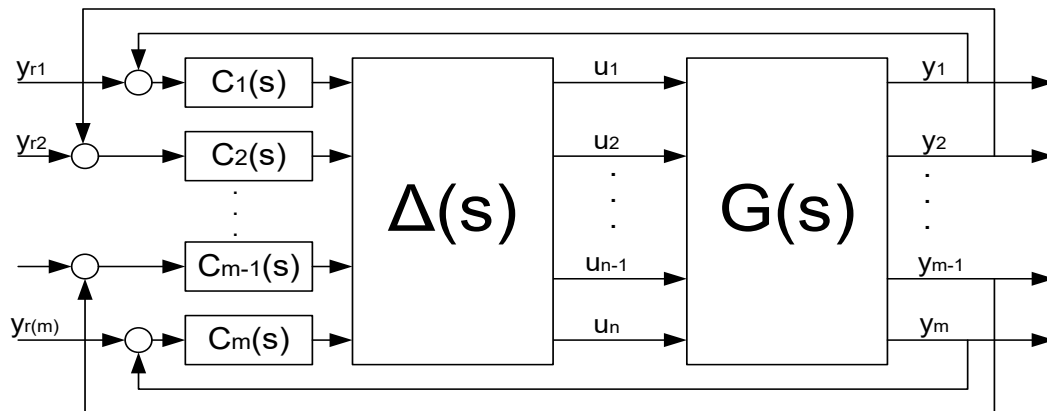 yr1 C1(s) u1 y1
yr2 C2(s) u2 y2
Δ(s) G(s)
Cm-1(s) un-1 ym-1
yr(m) Cm(s) un ym